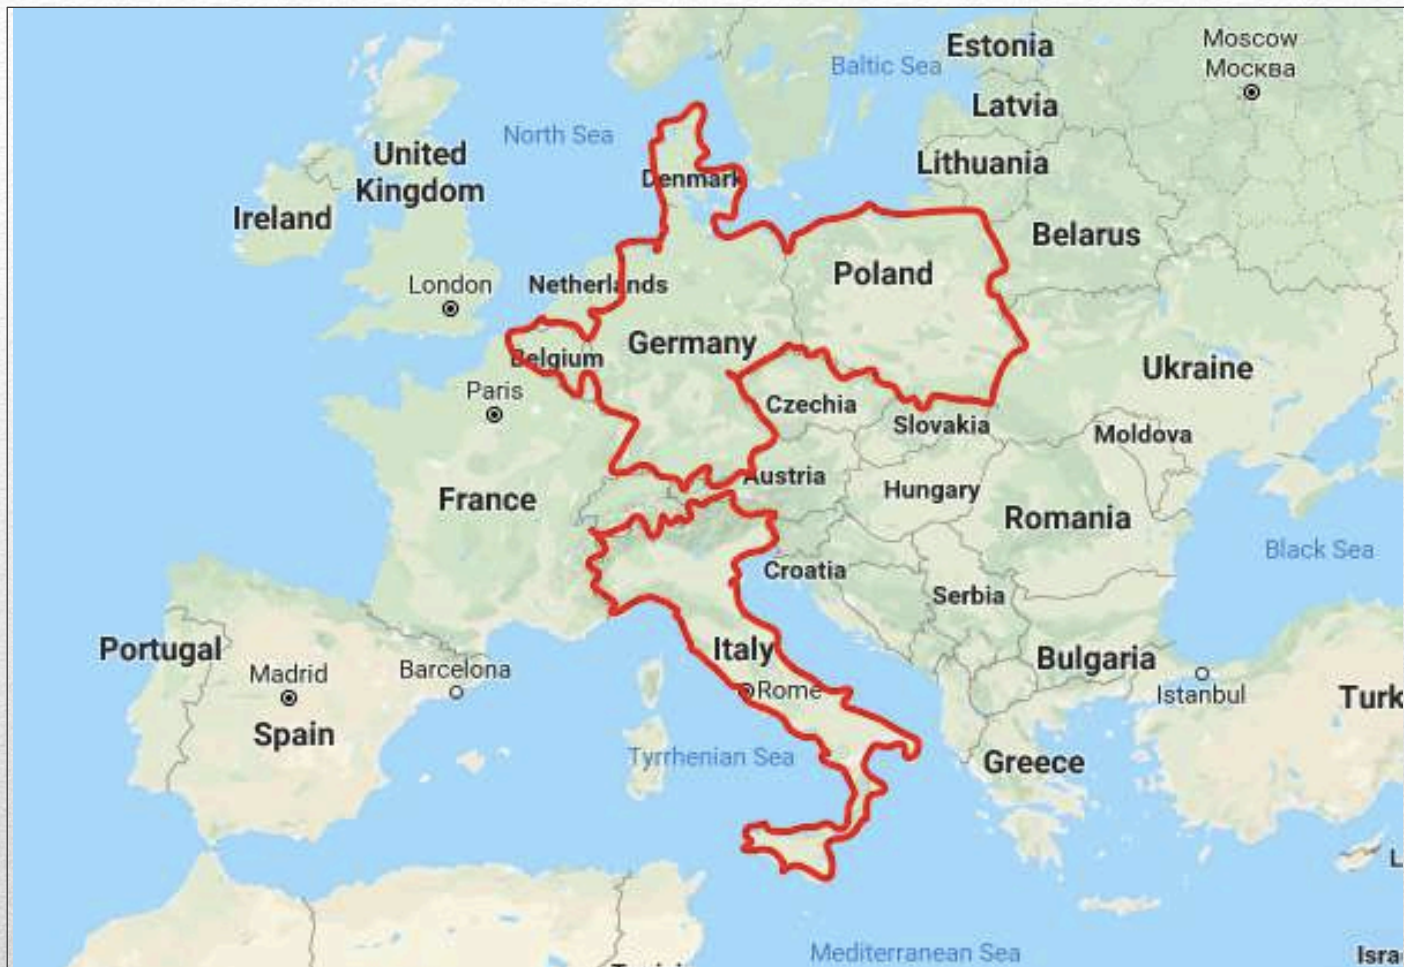 Estonia
Moscow
Москва
Baltic Sea
Latvia
North Sea
United
Kingdom
Lithuania
Denmark
Ireland
Belarus
Poland
London
Netherlands
Germany
Belgium
Ukraine
Paris
Czechia
Slovakia
Moldova
Austria
France
Hungary
Romania
Black Sea
Croatia
Serbia
Portugal
Italy
Bulgaria
Madrid
Barcelona
Rome
Istanbul
Turk
Spain
Tyrrhenian Sea
Greece
L
Mediterranean Sea
Isra